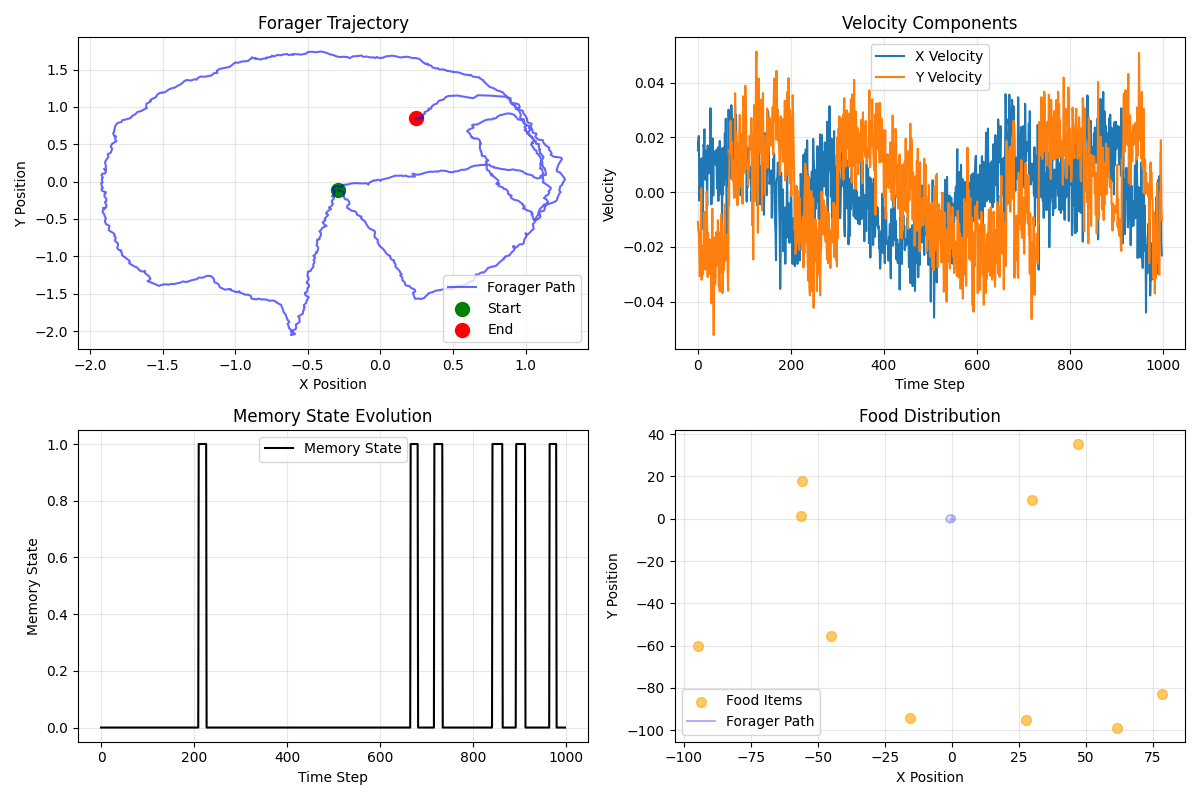 Forager Trajectory
Y Position
1.5
1.0
0.5
0.0
−0.5
−1.0
−1.5
−2.0
−2.0 −1.5 −1.0 −0.5 0.0 0.5 1.0
X Position
Forager Path
Start
End
Velocity Components
Velocity
0.04
0.02
0.00
−0.02
−0.04
0 200 400 600 800 1000
Time Step
X Velocity
Y Velocity
Memory State Evolution
Memory State
1.0
0.8
0.6
0.4
0.2
0.0
0 200 400 600 800 1000
Time Step
Memory State
Food Distribution
Y Position
40
20
0
−20
−40
−60
−80
−100
−100 −75 −50 −25 0 25 50 75
X Position
Food Items
Forager Path